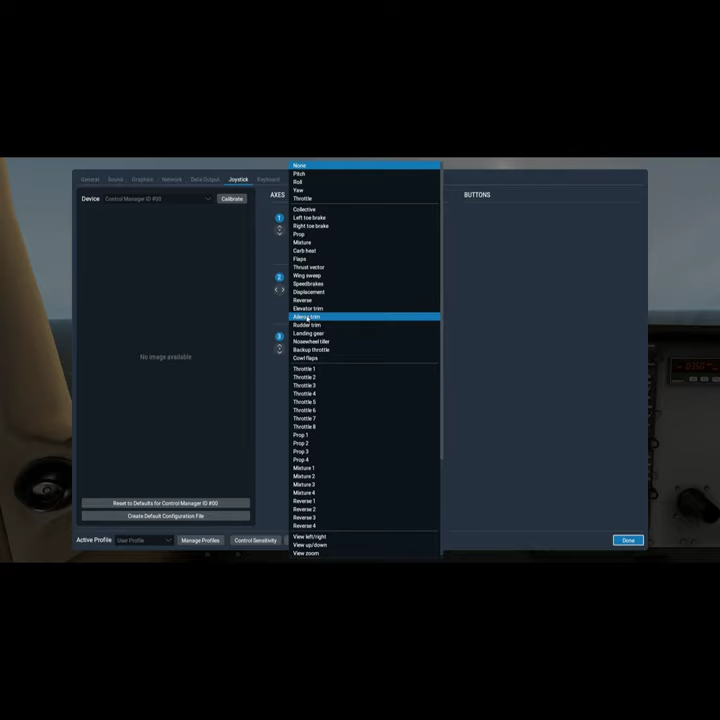 General Sound Graphics Network Data Output Joystick Keyboard
Device Control Manager ID #00 Calibrate
AXES
BUTTONS
1
2
3
No image available
None
Pitch
Roll
Yaw
Throttle
Collective
Left toe brake
Right toe brake
Prop
Mixture
Carb heat
Flaps
Thrust vector
Wing sweep
Speedbrakes
Displacement
Reverse
Elevator trim
Aileron trim
Rudder trim
Landing gear
Nosewheel tiller
Backup throttle
Cowl flaps
Throttle 1
Throttle 2
Throttle 3
Throttle 4
Throttle 5
Throttle 6
Throttle 7
Throttle 8
Prop 1
Prop 2
Prop 3
Prop 4
Mixture 1
Mixture 2
Mixture 3
Mixture 4
Reverse 1
Reverse 2
Reverse 3
Reverse 4
View left/right
View up/down
View zoom
Reset to Defaults for Control Manager ID #00
Create Default Configuration File
Active Profile User Profile Manage Profiles Control Sensitivity
Done